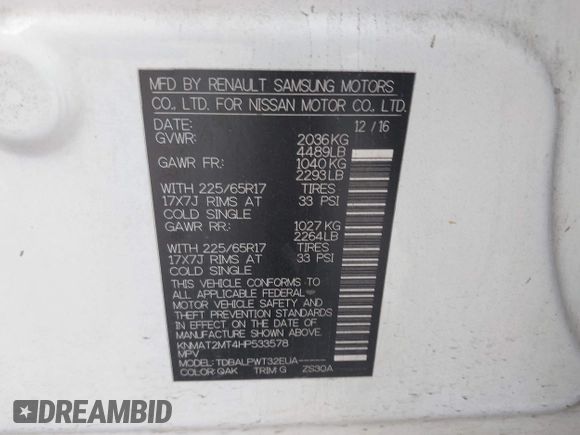 MFD BY RENAULT SAMSUNG MOTORS
CO., LTD. FOR NISSAN MOTOR CO., LTD.
DATE: 12 / 16
GVWR: 2036 KG
4489LB
GAWR FR: 1040 KG
2293 LB
WITH 225/65R17 TIRES
17X7J RIMS AT 33 PSI
COLD SINGLE
GAWR RR: 1027 KG
2264LB
WITH 225/65R17 TIRES
17X7J RIMS AT 33 PSI
COLD SINGLE
THIS VEHICLE CONFORMS TO
ALL APPLICABLE FEDERAL
MOTOR VEHICLE SAFETY AND
THEFT PREVENTION STANDARDS
IN EFFECT ON THE DATE OF
MANUFACTURE SHOWN ABOVE.
KNMAT2MT4HP533578
MPV
MODEL: TDBALPWT32EUA-----
COLOR: QAK TRIM: G ZS30A
DREAMBID